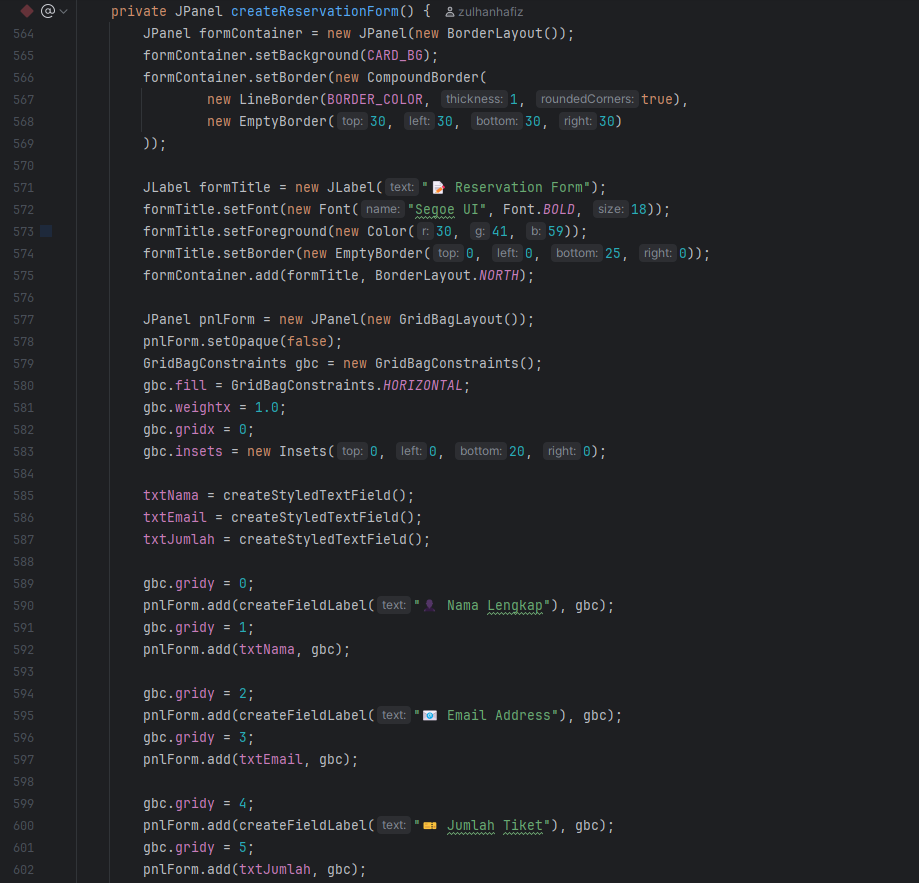 private JPanel createReservationForm() { zulhanhafiz
564 JPanel formContainer = new JPanel(new BorderLayout());
565 formContainer.setBackground(CARD_BG);
566 formContainer.setBorder(new CompoundBorder(
567 new LineBorder(BORDER_COLOR, thickness: 1, roundedCorners: true),
568 new EmptyBorder( top: 30, left: 30, bottom: 30, right: 30)
569 ));
570
571 JLabel formTitle = new JLabel( text: "📝 Reservation Form");
572 formTitle.setFont(new Font( name: "Segoe UI", Font.BOLD, size: 18));
573 formTitle.setForeground(new Color( r: 30, g: 41, b: 59));
574 formTitle.setBorder(new EmptyBorder( top: 0, left: 0, bottom: 25, right: 0));
575 formContainer.add(formTitle, BorderLayout.NORTH);
576
577 JPanel pnlForm = new JPanel(new GridBagLayout());
578 pnlForm.setOpaque(false);
579 GridBagConstraints gbc = new GridBagConstraints();
580 gbc.fill = GridBagConstraints.HORIZONTAL;
581 gbc.weightx = 1.0;
582 gbc.gridx = 0;
583 gbc.insets = new Insets( top: 0, left: 0, bottom: 20, right: 0);
584
585 txtNama = createStyledTextField();
586 txtEmail = createStyledTextField();
587 txtJumlah = createStyledTextField();
588
589 gbc.gridy = 0;
590 pnlForm.add(createFieldLabel( text: "👤 Nama Lengkap"), gbc);
591 gbc.gridy = 1;
592 pnlForm.add(txtNama, gbc);
593
594 gbc.gridy = 2;
595 pnlForm.add(createFieldLabel( text: "📧 Email Address"), gbc);
596 gbc.gridy = 3;
597 pnlForm.add(txtEmail, gbc);
598
599 gbc.gridy = 4;
600 pnlForm.add(createFieldLabel( text: "🎫 Jumlah Tiket"), gbc);
601 gbc.gridy = 5;
602 pnlForm.add(txtJumlah, gbc);